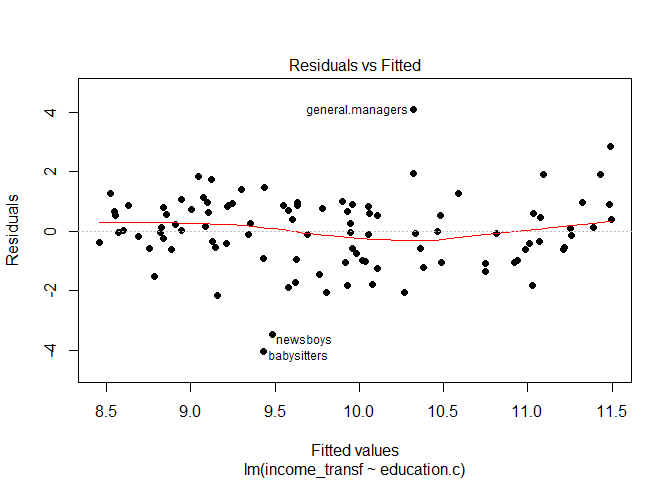 Residuals vs Fitted
Residuals
4
2
0
-2
-4
general.managers
newsboys
babysitters
8.5 9.0 9.5 10.0 10.5 11.0 11.5
Fitted values
lm(income_transf ~ education.c)